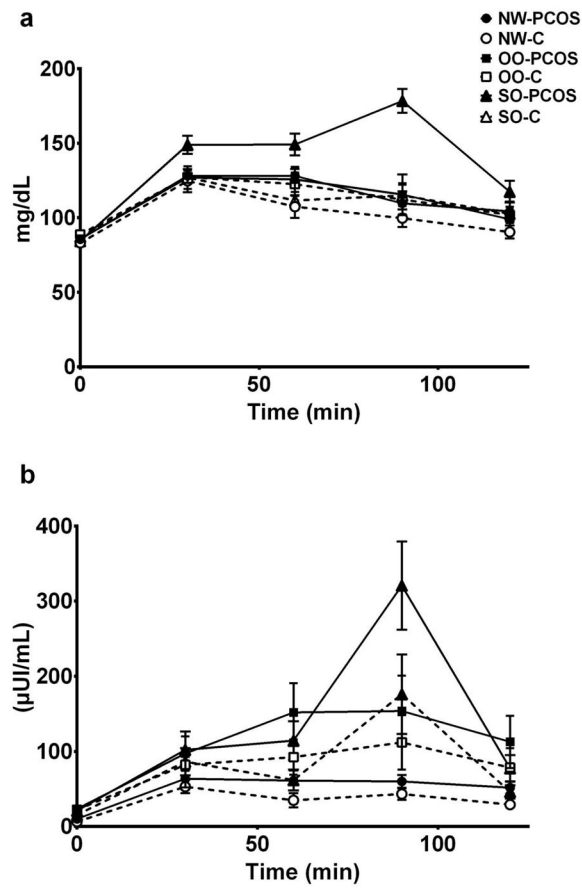 a
NW-PCOS
NW-C
OO-PCOS
OO-C
SO-PCOS
SO-C
200
150
100
50
0
mg/dL
0 50 100
Time (min)
b
400
300
200
100
0
(µUI/mL)
0 50 100
Time (min)